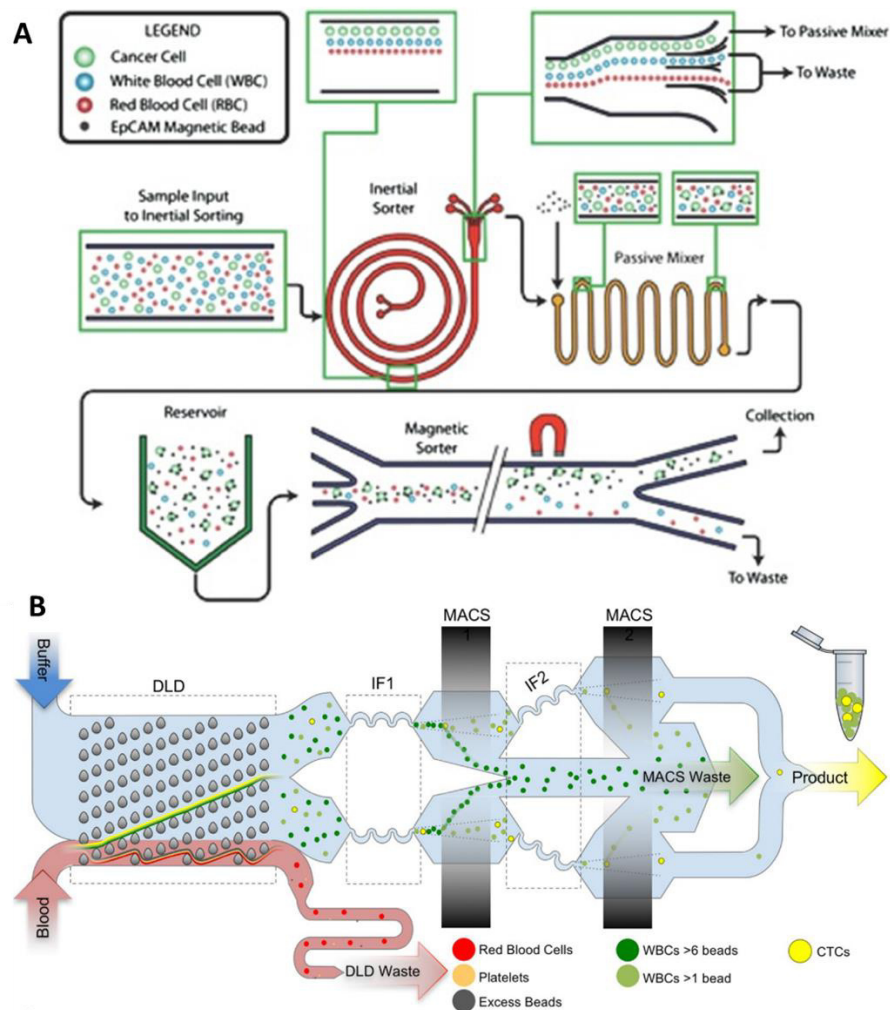 A
LEGEND
Cancer Cell
White Blood Cell (WBC)
Red Blood Cell (RBC)
EpCAM Magnetic Bead
To Passive Mixer
To Waste
Sample Input
to Inertial Sorting
Inertial
Sorter
Passive Mixer
Reservoir
Magnetic
Sorter
Collection
To Waste
B
Buffer
DLD
IF1
MACS
1
IF2
MACS
2
MACS Waste
Product
Blood
DLD Waste
Red Blood Cells
Platelets
Excess Beads
WBCs >6 beads
WBCs >1 bead
CTCs